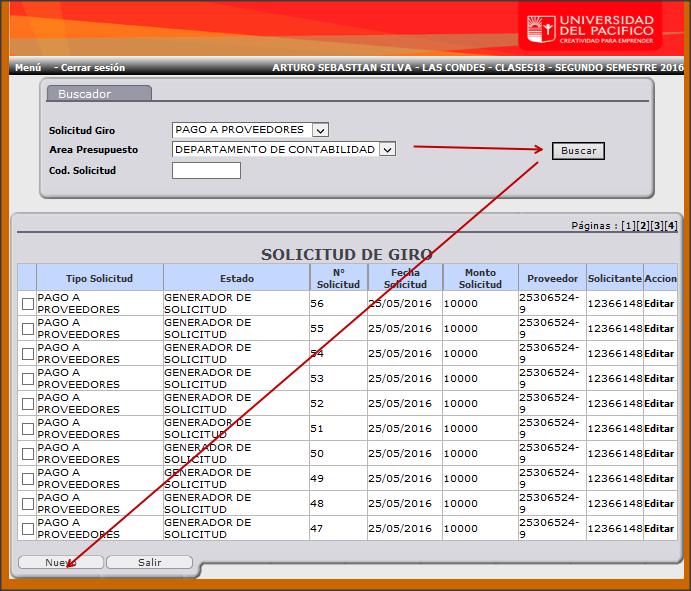 UNIVERSIDAD
DEL PACIFICO
CREATIVIDAD PARA EMPRENDER
Menú - Cerrar sesión ARTURO SEBASTIAN SILVA - LAS CONDES - CLASES18 - SEGUNDO SEMESTRE 2016
Buscador
Solicitud Giro PAGO A PROVEEDORES
Area Presupuesto DEPARTAMENTO DE CONTABILIDAD Buscar
Cod. Solicitud
Páginas : [1][2][3][4]
SOLICITUD DE GIRO
Tipo Solicitud Estado N° Solicitud Fecha Solicitud Monto Solicitud Proveedor Solicitante Accion
PAGO A PROVEEDORES GENERADOR DE SOLICITUD 56 25/05/2016 10000 25306524-9 12366148 Editar
PAGO A PROVEEDORES GENERADOR DE SOLICITUD 55 25/05/2016 10000 25306524-9 12366148 Editar
PAGO A PROVEEDORES GENERADOR DE SOLICITUD 54 25/05/2016 10000 25306524-9 12366148 Editar
PAGO A PROVEEDORES GENERADOR DE SOLICITUD 53 25/05/2016 10000 25306524-9 12366148 Editar
PAGO A PROVEEDORES GENERADOR DE SOLICITUD 52 25/05/2016 10000 25306524-9 12366148 Editar
PAGO A PROVEEDORES GENERADOR DE SOLICITUD 51 25/05/2016 10000 25306524-9 12366148 Editar
PAGO A PROVEEDORES GENERADOR DE SOLICITUD 50 25/05/2016 10000 25306524-9 12366148 Editar
PAGO A PROVEEDORES GENERADOR DE SOLICITUD 49 25/05/2016 10000 25306524-9 12366148 Editar
PAGO A PROVEEDORES GENERADOR DE SOLICITUD 48 25/05/2016 10000 25306524-9 12366148 Editar
PAGO A PROVEEDORES GENERADOR DE SOLICITUD 47 25/05/2016 10000 25306524-9 12366148 Editar
Nuevo Salir